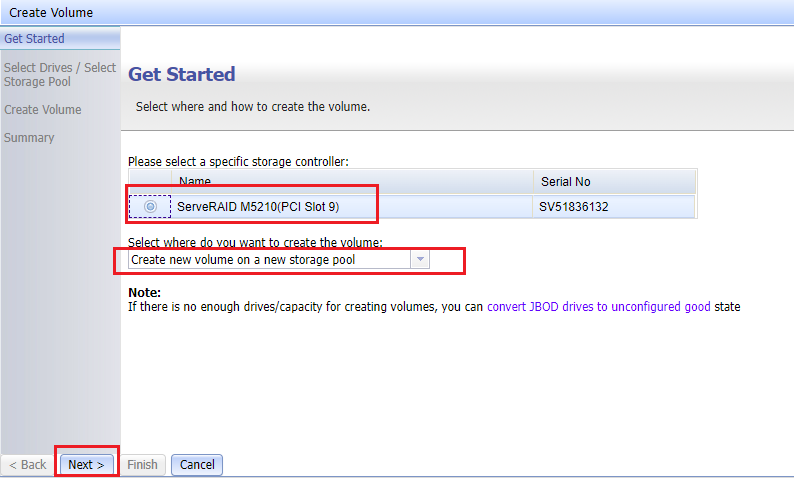 Create Volume
Get Started
Select Drives / Select
Storage Pool
Create Volume
Summary
Get Started
Select where and how to create the volume.
Please select a specific storage controller:
Name Serial No
ServeRAID M5210(PCI Slot 9) SV51836132
Select where do you want to create the volume:
Create new volume on a new storage pool
Note:
If there is no enough drives/capacity for creating volumes, you can convert JBOD drives to unconfigured good state
< Back Next > Finish Cancel